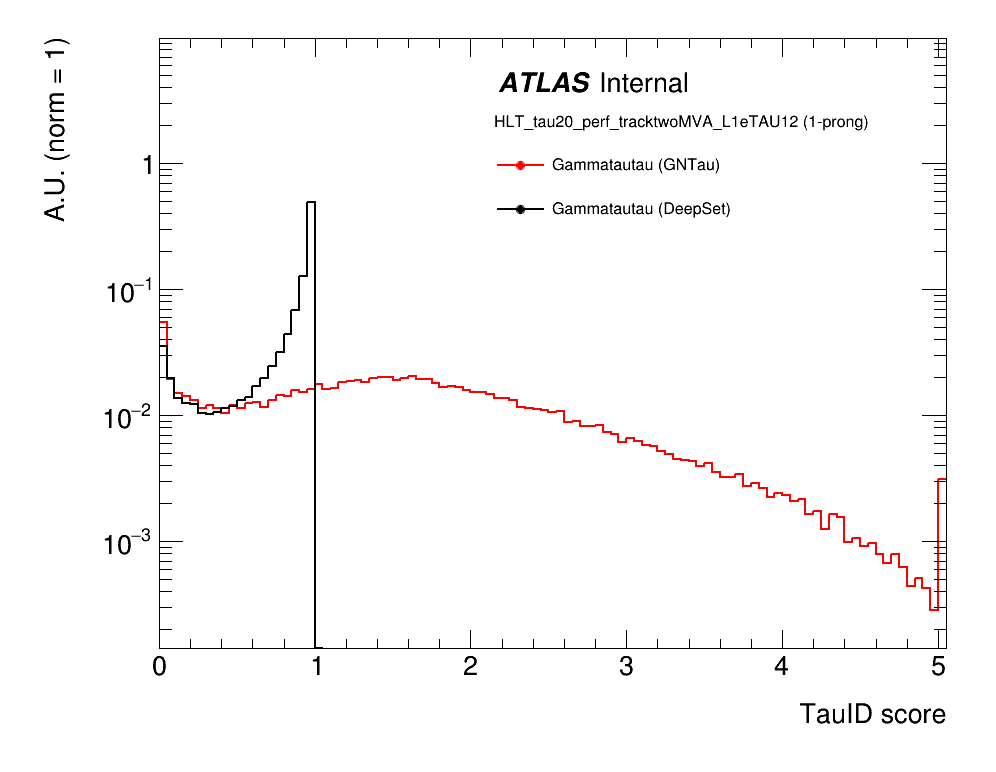 A.U. (norm = 1)
ATLAS Internal
HLT_tau20_perf_tracktwoMVA_L1eTAU12 (1-prong)
Gammatautau (GNTau)
Gammatautau (DeepSet)
1
10⁻¹
10⁻²
10⁻³
0 1 2 3 4 5
TauID score